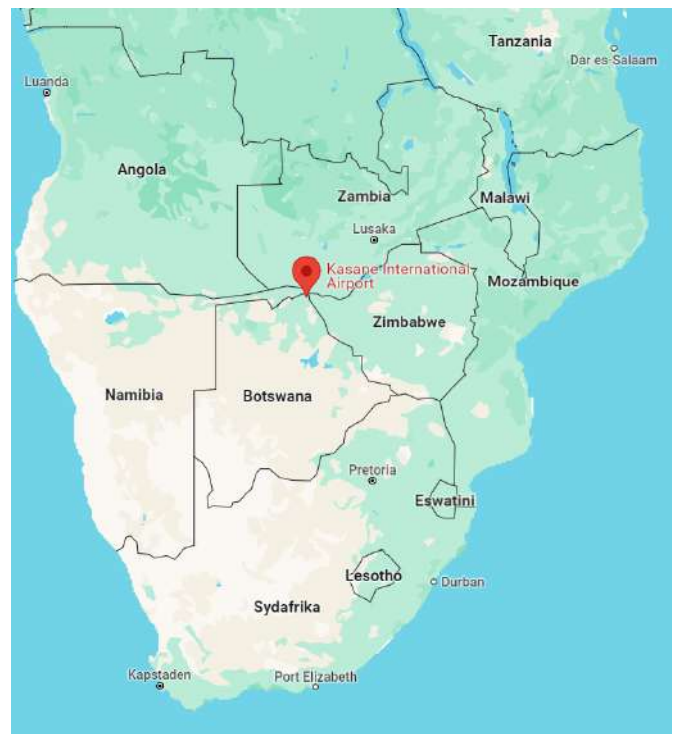 Tanzania
Dar es-Salaam
Luanda
Angola
Zambia
Malawi
Lusaka
Kasane International
Airport
Mozambique
Zimbabwe
Namibia
Botswana
Pretoria
Eswatini
Lesotho
Durban
Sydafrika
Kapstaden
Port Elizabeth